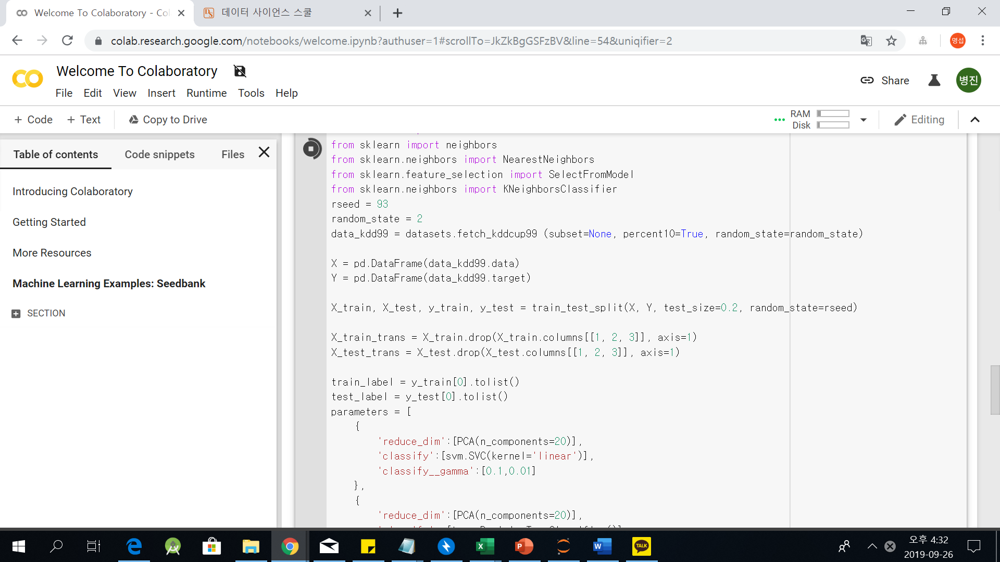 Welcome To Colaboratory - Col
데이터 사이언스 스쿨
colab.research.google.com/notebooks/welcome.ipynb?authuser=1#scrollTo=JkZkBgGSFzBV&line=54&uniqifier=2
명섭
CO
Welcome To Colaboratory
File Edit View Insert Runtime Tools Help
Share
병진
+ Code + Text Copy to Drive
RAM
Disk
Editing
Table of contents Code snippets Files
Introducing Colaboratory
Getting Started
More Resources
Machine Learning Examples: Seedbank
SECTION
from sklearn import neighbors
from sklearn.neighbors import NearestNeighbors
from sklearn.feature_selection import SelectFromModel
from sklearn.neighbors import KNeighborsClassifier
rseed = 93
random_state = 2
data_kdd99 = datasets.fetch_kddcup99 (subset=None, percent10=True, random_state=random_state)
X = pd.DataFrame(data_kdd99.data)
Y = pd.DataFrame(data_kdd99.target)
X_train, X_test, y_train, y_test = train_test_split(X, Y, test_size=0.2, random_state=rseed)
X_train_trans = X_train.drop(X_train.columns[[1, 2, 3]], axis=1)
X_test_trans = X_test.drop(X_test.columns[[1, 2, 3]], axis=1)
train_label = y_train[0].tolist()
test_label = y_test[0].tolist()
parameters = [
{
'reduce_dim':[PCA(n_components=20)],
'classify':[svm.SVC(kernel='linear')],
'classify__gamma':[0.1,0.01]
},
{
'reduce_dim':[PCA(n_components=20)],
TALK
오후 4:32
2019-09-26